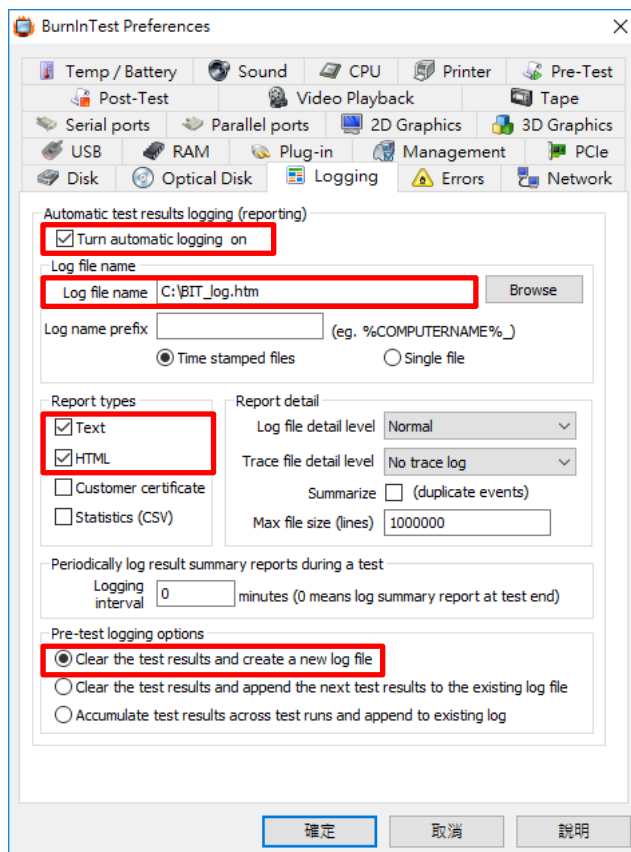 BurnInTest Preferences
Temp / Battery Sound CPU Printer Pre-Test
Post-Test Video Playback Tape
Serial ports Parallel ports 2D Graphics 3D Graphics
USB RAM Plug-in Management PCIe
Disk Optical Disk Logging Errors Network
Automatic test results logging (reporting)
Turn automatic logging on
Log file name
Log file name C:\BIT_log.htm Browse
Log name prefix (eg. %COMPUTERNAME%_)
Time stamped files Single file
Report types Report detail
Text Log file detail level Normal
HTML Trace file detail level No trace log
Customer certificate Summarize (duplicate events)
Statistics (CSV) Max file size (lines) 1000000
Periodically log result summary reports during a test
Logging interval 0 minutes (0 means log summary report at test end)
Pre-test logging options
Clear the test results and create a new log file
Clear the test results and append the next test results to the existing log file
Accumulate test results across test runs and append to existing log
確定 取消 說明